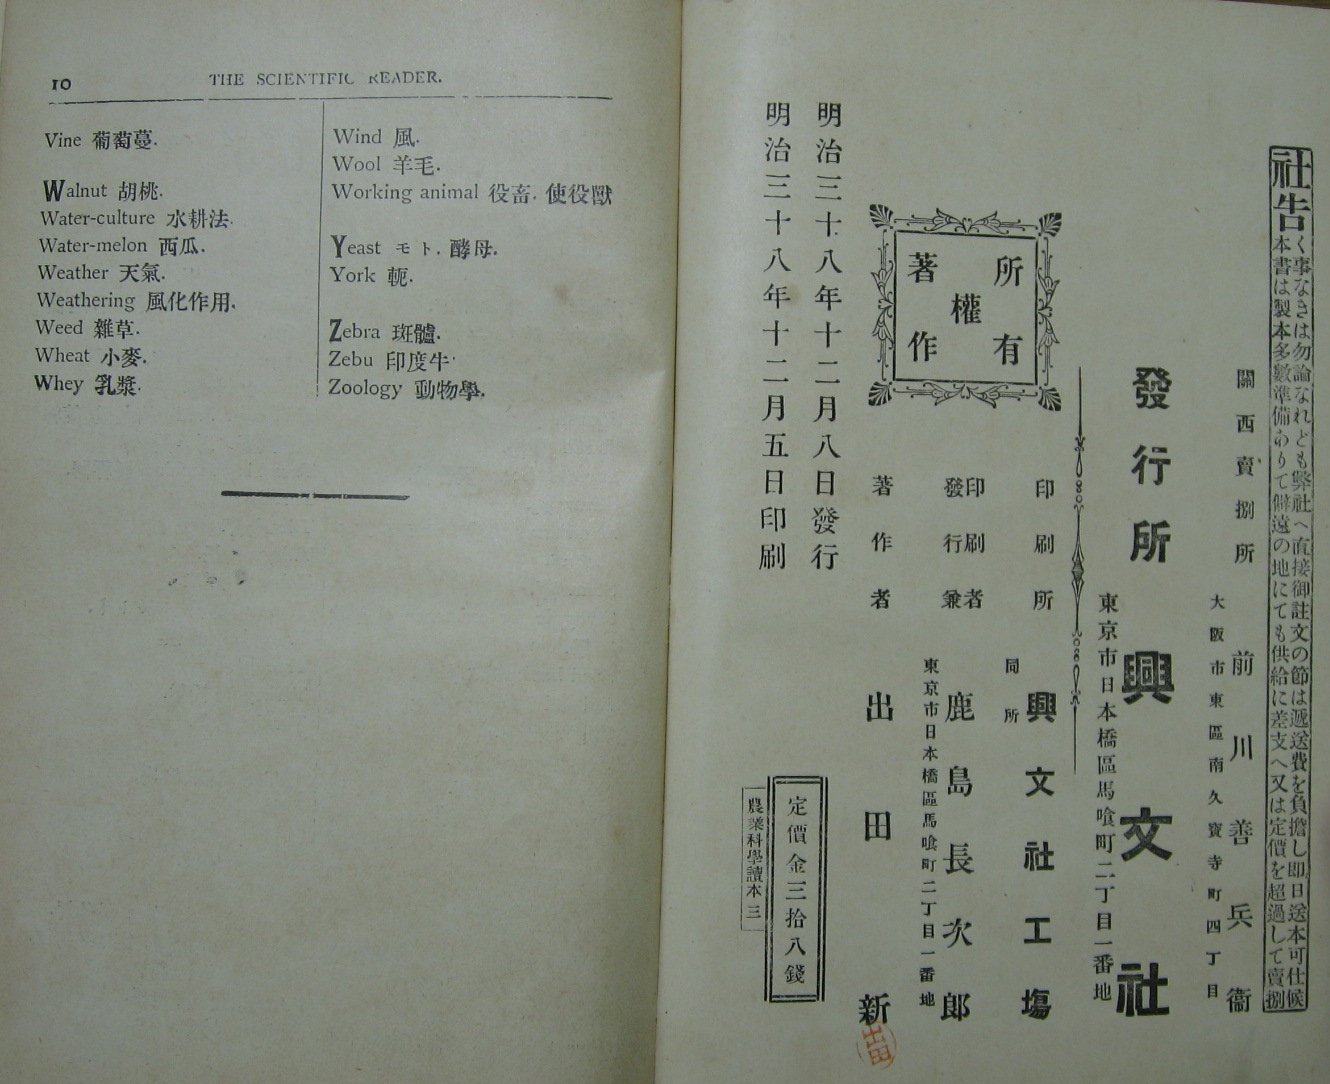 10
THE SCIENTIFIC READER.
Vine 葡萄蔓.
Walnut 胡桃.
Water-culture 水耕法.
Water-melon 西瓜.
Weather 天氣.
Weathering 風化作用.
Weed 雜草.
Wheat 小麥.
Whey 乳漿.
Wind 風.
Wool 羊毛.
Working animal 役畜. 使役獸
Yeast モト. 酵母.
York 軛.
Zebra 斑驢.
Zebu 印度牛.
Zoology 動物學.
社告
本書は製本多數準備ありて僻遠の地にても供給に差支へ又は定價を超過して賣捌
く事なきは勿論なれとも弊社へ直接御註文の節は遞送費を負擔し即日送本可仕候
關西賣捌所
大阪市東區南久寶寺町四丁目
前川善兵衞
發行所
東京市日本橋區馬喰町二丁目一番地
興文社
印刷所
同所
興文社工塲
印刷者
發行兼
東京市日本橋區馬喰町二丁目一番地
鹿島長次郎
著作者
出田新
所有
權
著作
明治三十八年十二月八日發行
明治三十八年十二月五日印刷
定價金三拾八錢
農業科學讀本三
出田